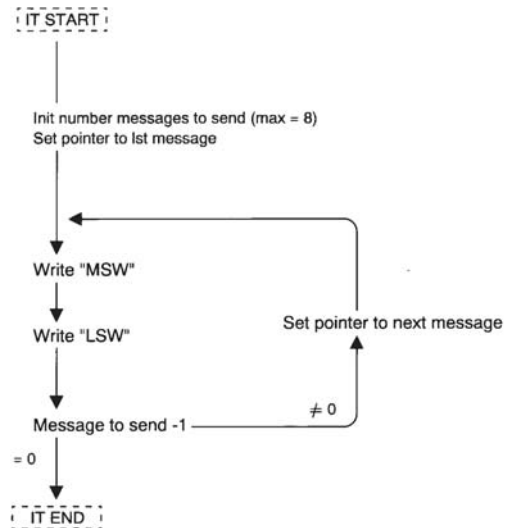 IT START
Init number messages to send (max = 8)
Set pointer to lst message
Write "MSW"
Write "LSW"
Set pointer to next message
≠ 0
Message to send -1
= 0
IT END